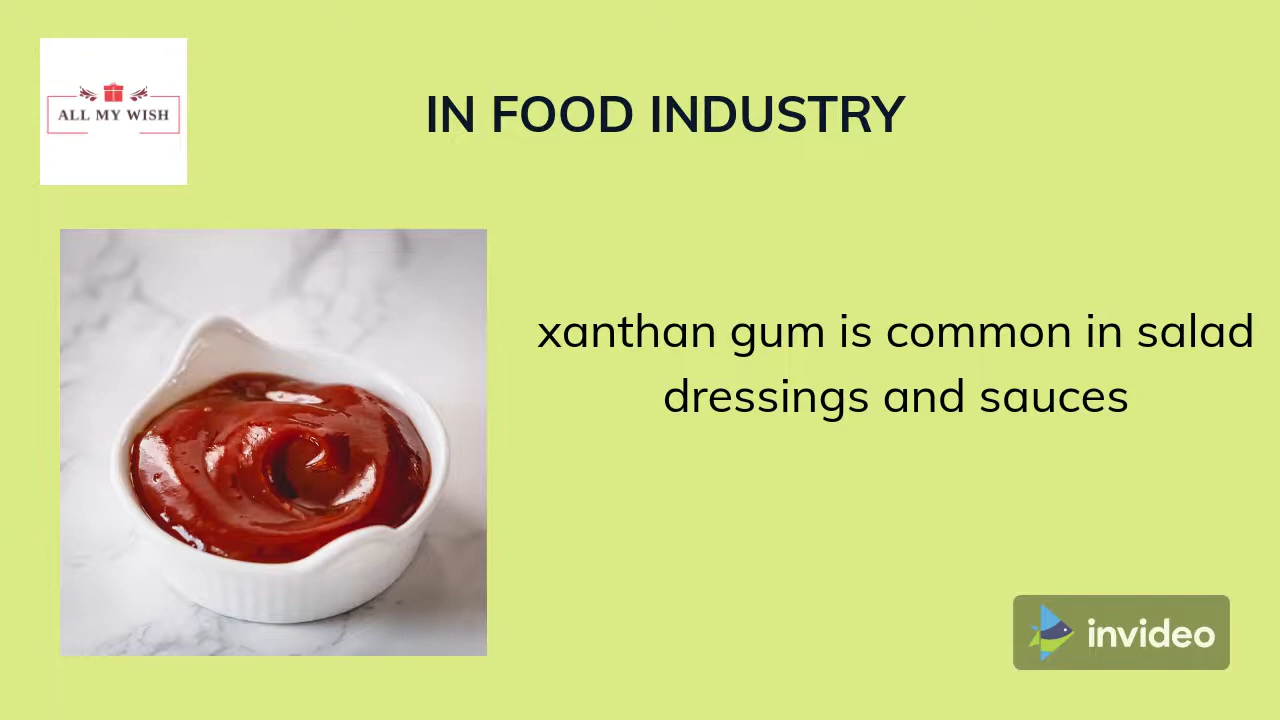 ALL MY WISH
IN FOOD INDUSTRY
xanthan gum is common in salad
dressings and sauces
invideo